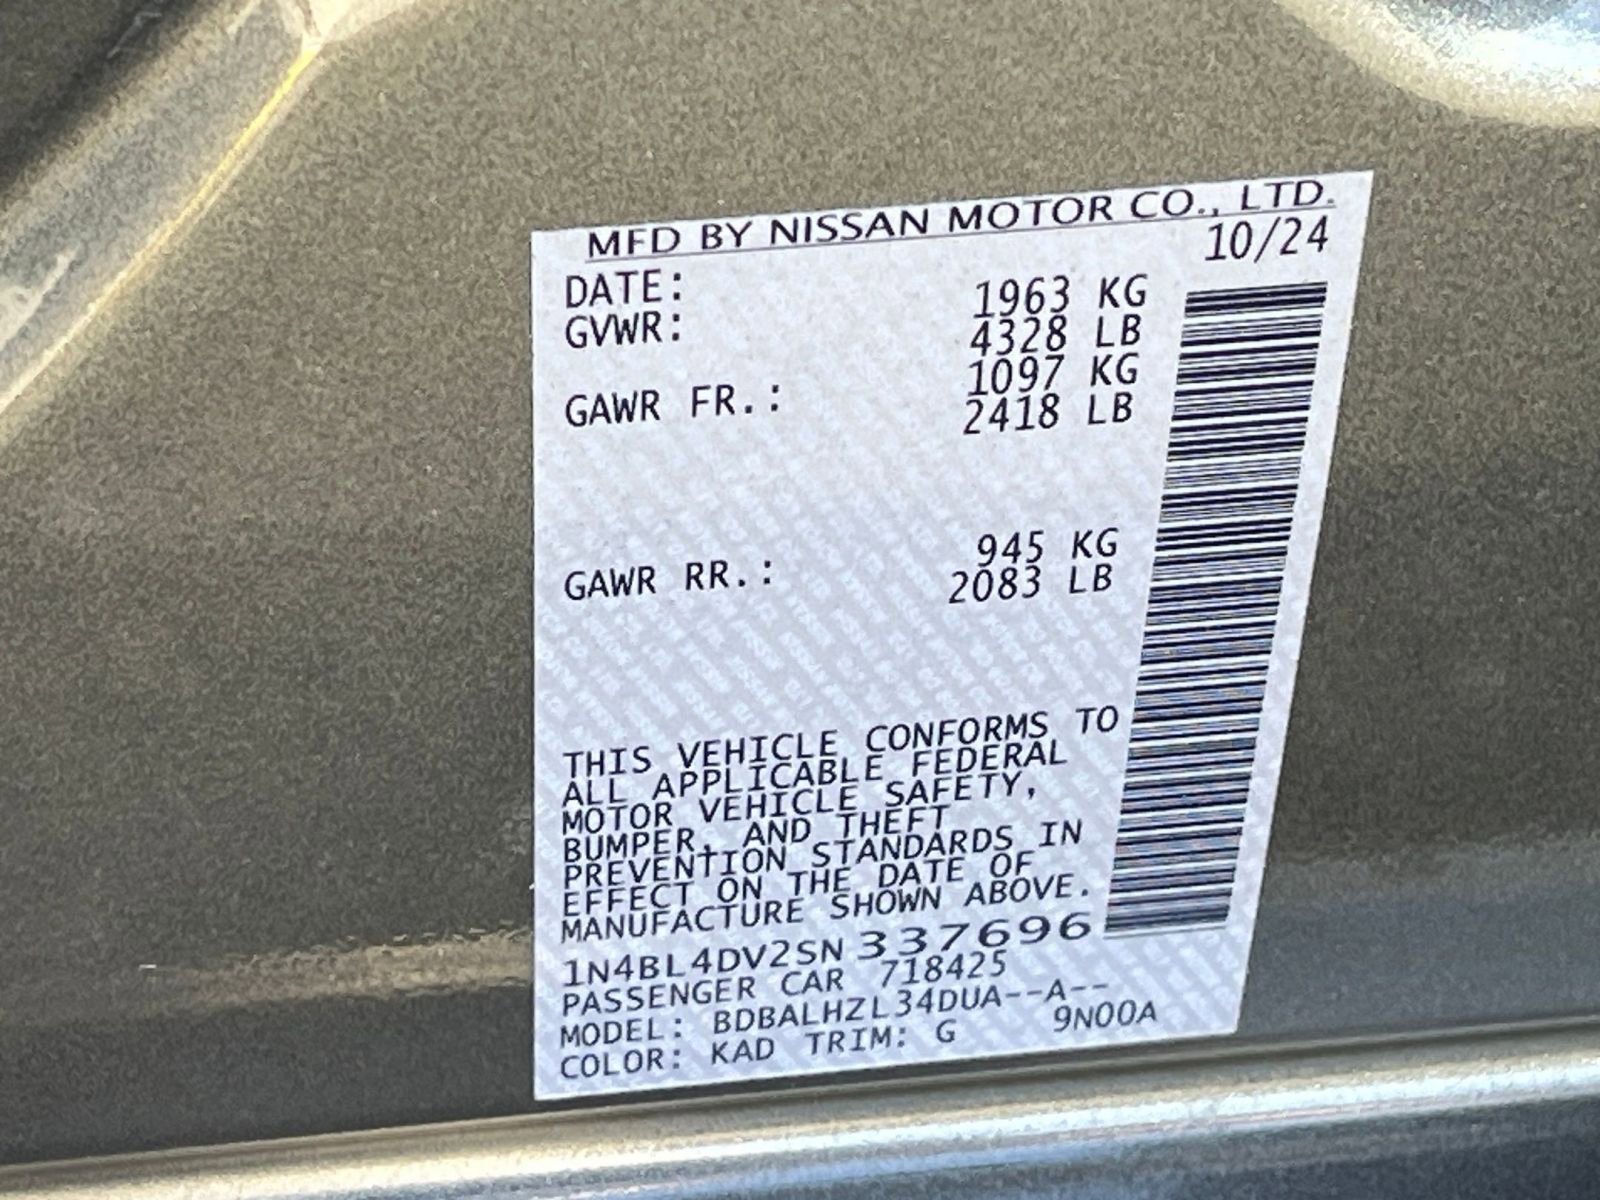 MFD BY NISSAN MOTOR CO., LTD.
DATE: 10/24
GVWR: 1963 KG
4328 LB
GAWR FR.: 1097 KG
2418 LB
GAWR RR.: 945 KG
2083 LB
THIS VEHICLE CONFORMS TO
ALL APPLICABLE FEDERAL
MOTOR VEHICLE SAFETY,
BUMPER, AND THEFT
PREVENTION STANDARDS IN
EFFECT ON THE DATE OF
MANUFACTURE SHOWN ABOVE.
1N4BL4DV2SN337696
PASSENGER CAR 718425
MODEL: BDBALHZL34DUA--A--
COLOR: KAD TRIM: G 9N00A